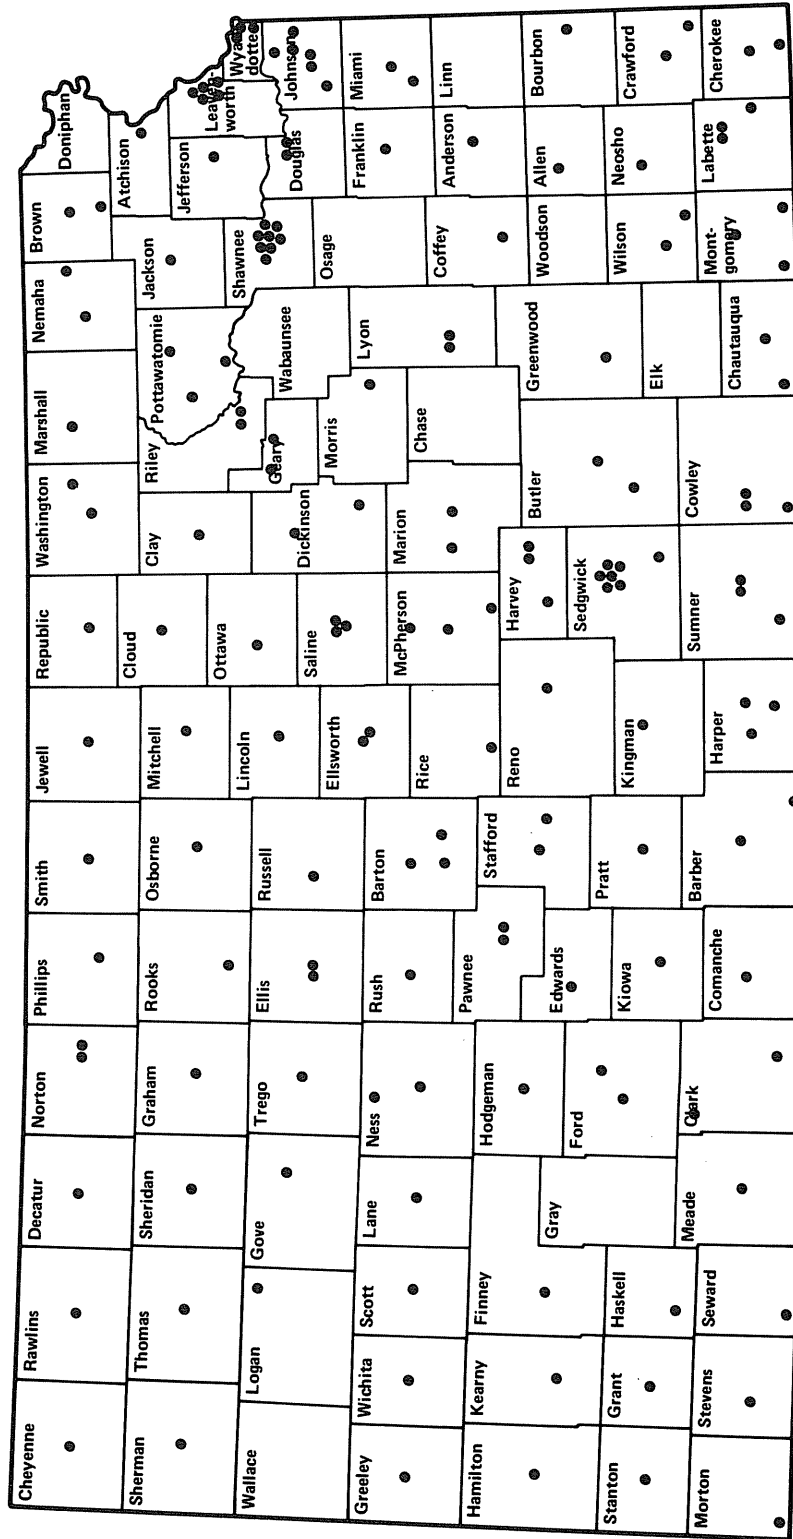 Cheyenne
Rawlins
Decatur
Norton
Phillips
Smith
Jewell
Republic
Washington
Marshall
Nemaha
Brown
Doniphan
Sherman
Thomas
Sheridan
Graham
Rooks
Osborne
Mitchell
Cloud
Clay
Riley
Pottawatomie
Jackson
Atchison
Jefferson
Leaven-
worth
Wyan-
dotte
Wallace
Logan
Gove
Trego
Ellis
Russell
Lincoln
Ottawa
Dickinson
Geary
Wabaunsee
Shawnee
Douglas
Johnson
Greeley
Wichita
Scott
Lane
Ness
Rush
Barton
Ellsworth
Saline
Morris
Lyon
Osage
Franklin
Miami
Rice
McPherson
Marion
Chase
Coffey
Anderson
Linn
Hamilton
Kearny
Finney
Hodgeman
Pawnee
Stafford
Reno
Harvey
Butler
Greenwood
Woodson
Allen
Bourbon
Gray
Ford
Edwards
Sedgwick
Stanton
Grant
Haskell
Kiowa
Pratt
Kingman
Elk
Wilson
Neosho
Crawford
Morton
Stevens
Seward
Meade
Clark
Comanche
Barber
Harper
Sumner
Cowley
Chautauqua
Mont-
gomery
Labette
Cherokee